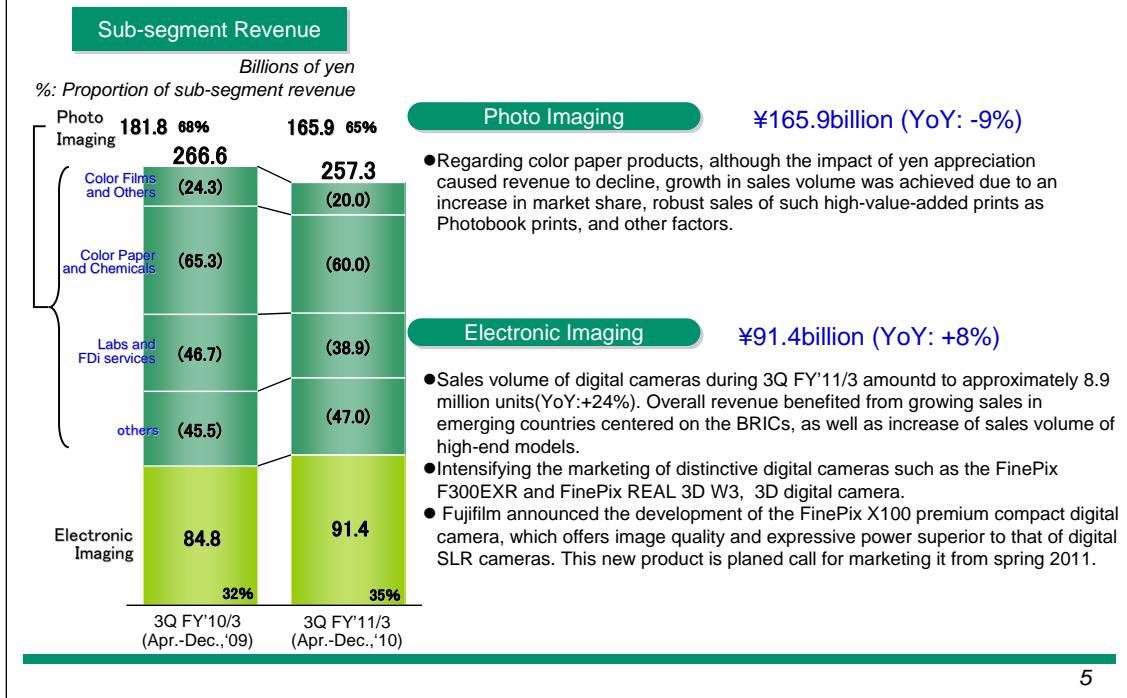 Sub-segment Revenue
Billions of yen
%: Proportion of sub-segment revenue
Photo
Imaging
181.8 68%
165.9 65%
266.6
257.3
Color Films
and Others
(24.3)
(20.0)
Color Paper
and Chemicals
(65.3)
(60.0)
Labs and
FDi services
(46.7)
(38.9)
others
(45.5)
(47.0)
Electronic
Imaging
84.8
91.4
32%
35%
3Q FY'10/3
(Apr.-Dec.,'09)
3Q FY'11/3
(Apr.-Dec.,'10)
Photo Imaging
¥165.9billion (YoY: -9%)
●Regarding color paper products, although the impact of yen appreciation
caused revenue to decline, growth in sales volume was achieved due to an
increase in market share, robust sales of such high-value-added prints as
Photobook prints, and other factors.
Electronic Imaging
¥91.4billion (YoY: +8%)
●Sales volume of digital cameras during 3Q FY'11/3 amountd to approximately 8.9
million units(YoY:+24%). Overall revenue benefited from growing sales in
emerging countries centered on the BRICs, as well as increase of sales volume of
high-end models.
●Intensifying the marketing of distinctive digital cameras such as the FinePix
F300EXR and FinePix REAL 3D W3, 3D digital camera.
● Fujifilm announced the development of the FinePix X100 premium compact digital
camera, which offers image quality and expressive power superior to that of digital
SLR cameras. This new product is planed call for marketing it from spring 2011.
5